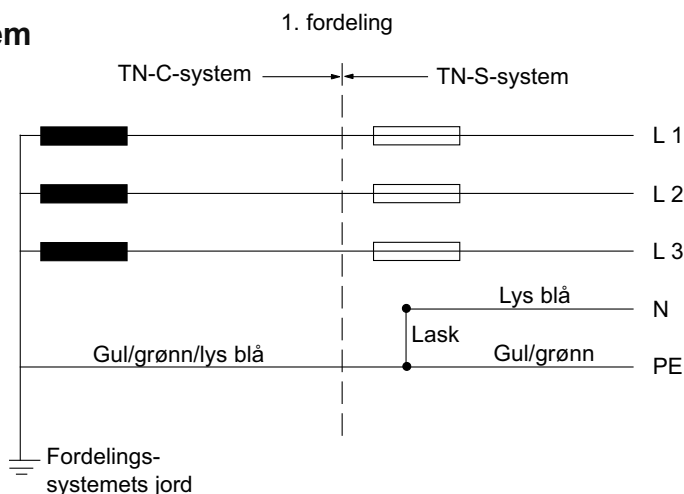 em
1. fordeling
TN-C-system
TN-S-system
L 1
L 2
L 3
Lys blå
N
Lask
Gul/grønn/lys blå
Gul/grønn
PE
Fordelings-
systemets jord